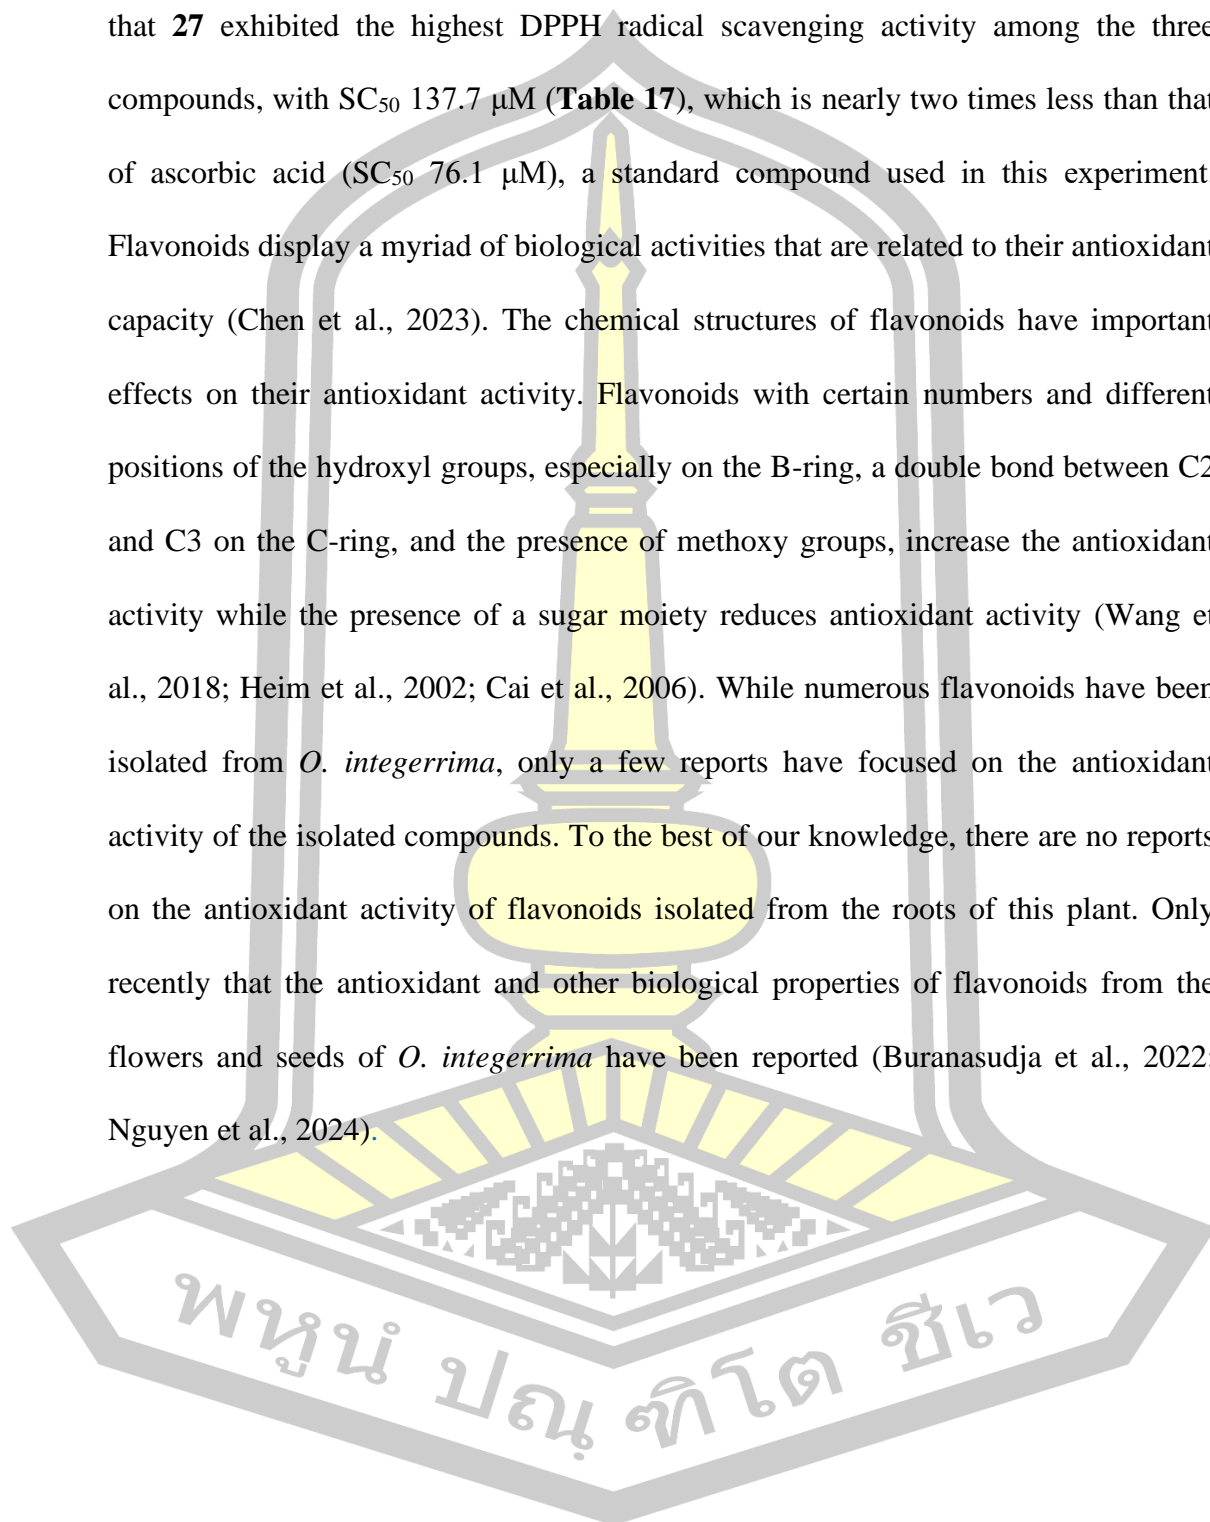 that 27 exhibited the highest DPPH radical scavenging activity among the three
compounds, with SC₅₀ 137.7 μM (Table 17), which is nearly two times less than that
of ascorbic acid (SC₅₀ 76.1 μM), a standard compound used in this experiment.
Flavonoids display a myriad of biological activities that are related to their antioxidant
capacity (Chen et al., 2023). The chemical structures of flavonoids have important
effects on their antioxidant activity. Flavonoids with certain numbers and different
positions of the hydroxyl groups, especially on the B-ring, a double bond between C2
and C3 on the C-ring, and the presence of methoxy groups, increase the antioxidant
activity while the presence of a sugar moiety reduces antioxidant activity (Wang et
al., 2018; Heim et al., 2002; Cai et al., 2006). While numerous flavonoids have been
isolated from O. integerrima, only a few reports have focused on the antioxidant
activity of the isolated compounds. To the best of our knowledge, there are no reports
on the antioxidant activity of flavonoids isolated from the roots of this plant. Only
recently that the antioxidant and other biological properties of flavonoids from the
flowers and seeds of O. integerrima have been reported (Buranasudja et al., 2022;
Nguyen et al., 2024).
พหูนํ ปณฺฑิโต ชีเว